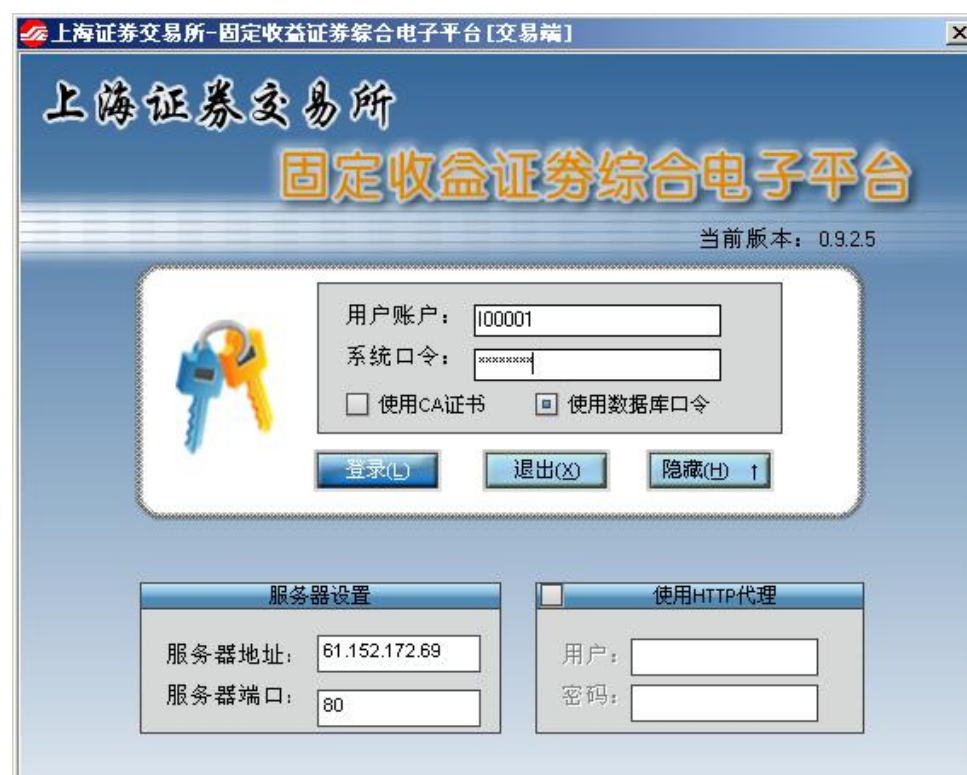 上海证券交易所-固定收益证券综合电子平台[交易端]
上海证券交易所
固定收益证券综合电子平台
当前版本: 0.9.2.5
用户账户: I00001
系统口令: ××××××××
使用CA证书 使用数据库口令
登录(L) 退出(X) 隐藏(H) ↑
服务器设置 使用HTTP代理
服务器地址: 61.152.172.69 用户:
服务器端口: 80 密码: